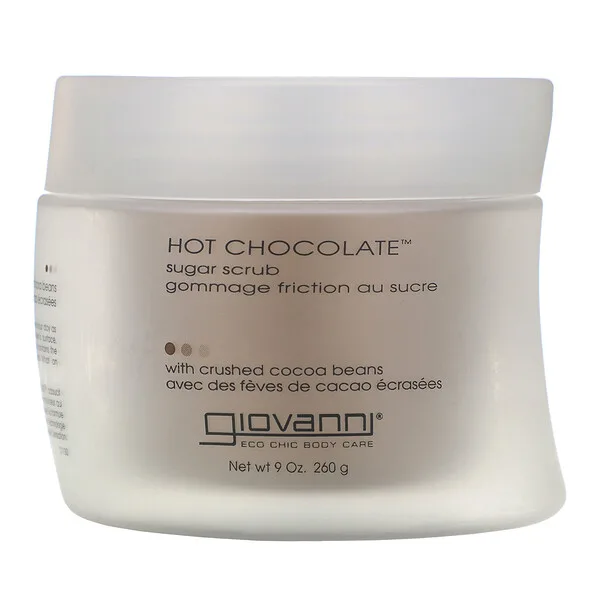 HOT CHOCOLATE™
sugar scrub
gommage friction au sucre
with crushed cocoa beans
avec des fèves de cacao écrasées
giovanni®
ECO CHIC BODY CARE
Net wt 9 Oz. 260 g